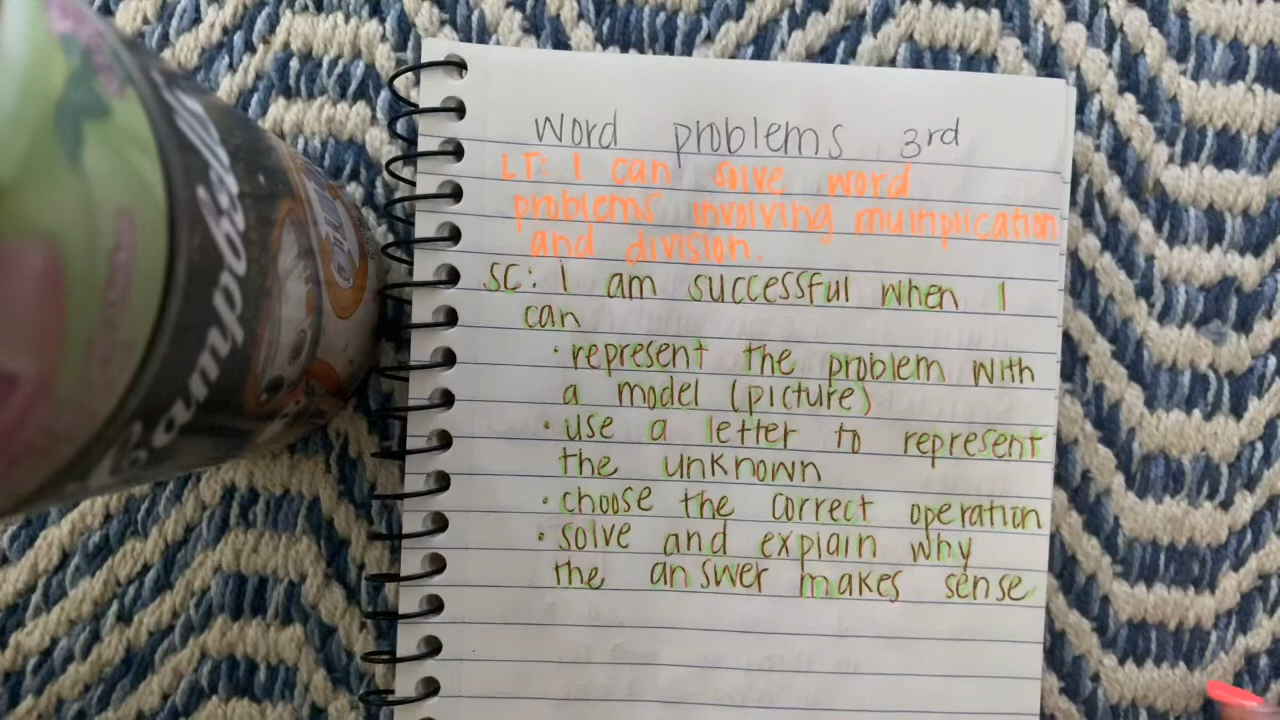 Word problems 3rd
LT: I can solve word
problems involving multiplication
and division.
SC: I am successful when I
can
· represent the problem with
a model (picture)
· use a letter to represent
the unknown
· choose the correct operation
· solve and explain why
the answer makes sense